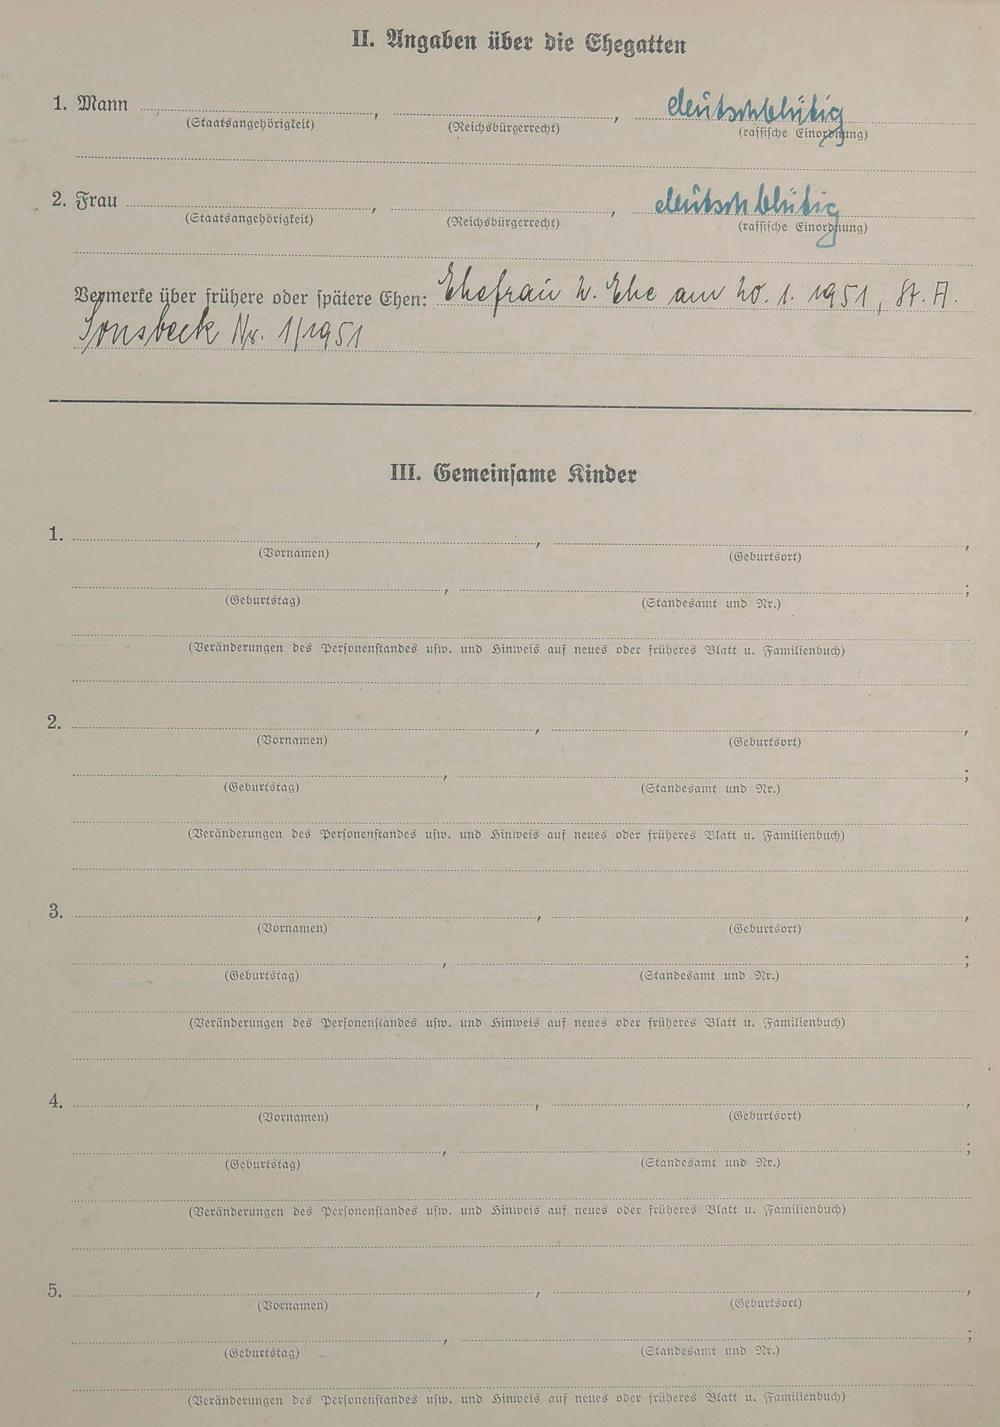 II. Angaben über die Ehegatten
1. Mann , , deutschblütig
(Staatsangehörigkeit) (Reichsbürgerrecht) (rassische Einordnung)
2. Frau , , deutschblütig
(Staatsangehörigkeit) (Reichsbürgerrecht) (rassische Einordnung)
Vermerke über frühere oder spätere Ehen: Ehefrau 2. Ehe am 20. 1. 1951, St. A.
Sonsbeck Nr. 1/1951
III. Gemeinsame Kinder
1. , ,
(Vornamen) (Geburtsort)
, ;
(Geburtstag) (Standesamt und Nr.)
(Veränderungen des Personenstandes usw. und Hinweis auf neues oder früheres Blatt u. Familienbuch)
2. , ,
(Vornamen) (Geburtsort)
, ;
(Geburtstag) (Standesamt und Nr.)
(Veränderungen des Personenstandes usw. und Hinweis auf neues oder früheres Blatt u. Familienbuch)
3. , ,
(Vornamen) (Geburtsort)
, ;
(Geburtstag) (Standesamt und Nr.)
(Veränderungen des Personenstandes usw. und Hinweis auf neues oder früheres Blatt u. Familienbuch)
4. , ,
(Vornamen) (Geburtsort)
, ;
(Geburtstag) (Standesamt und Nr.)
(Veränderungen des Personenstandes usw. und Hinweis auf neues oder früheres Blatt u. Familienbuch)
5. , ,
(Vornamen) (Geburtsort)
, ;
(Geburtstag) (Standesamt und Nr.)
(Veränderungen des Personenstandes usw. und Hinweis auf neues oder früheres Blatt u. Familienbuch)